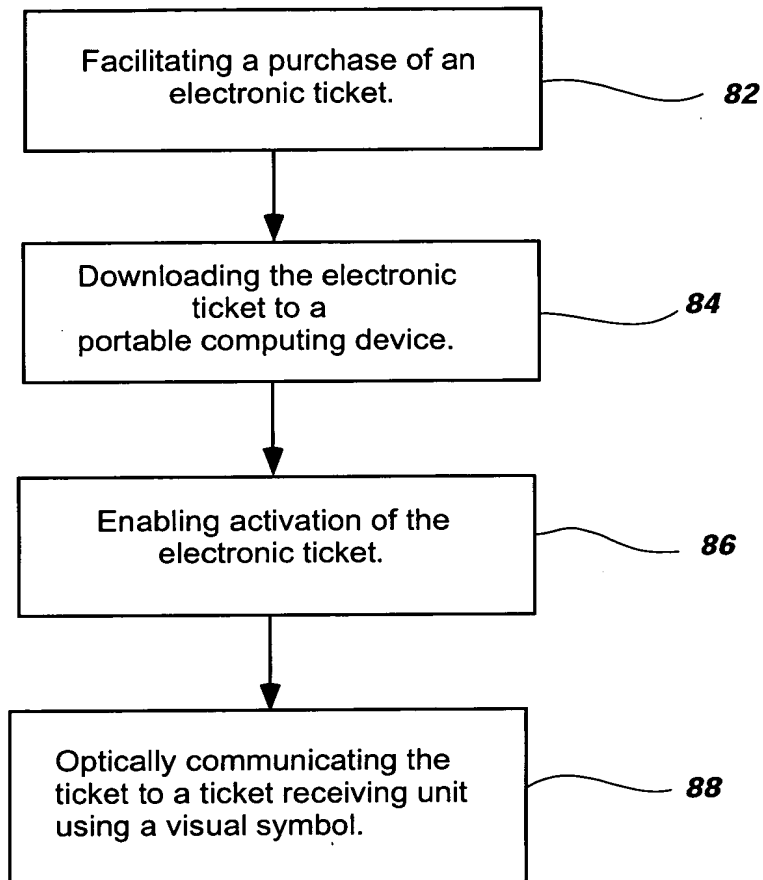 Facilitating a purchase of an
electronic ticket.
82
Downloading the electronic
ticket to a
portable computing device.
84
Enabling activation of the
electronic ticket.
86
Optically communicating the
ticket to a ticket receiving unit
using a visual symbol.
88